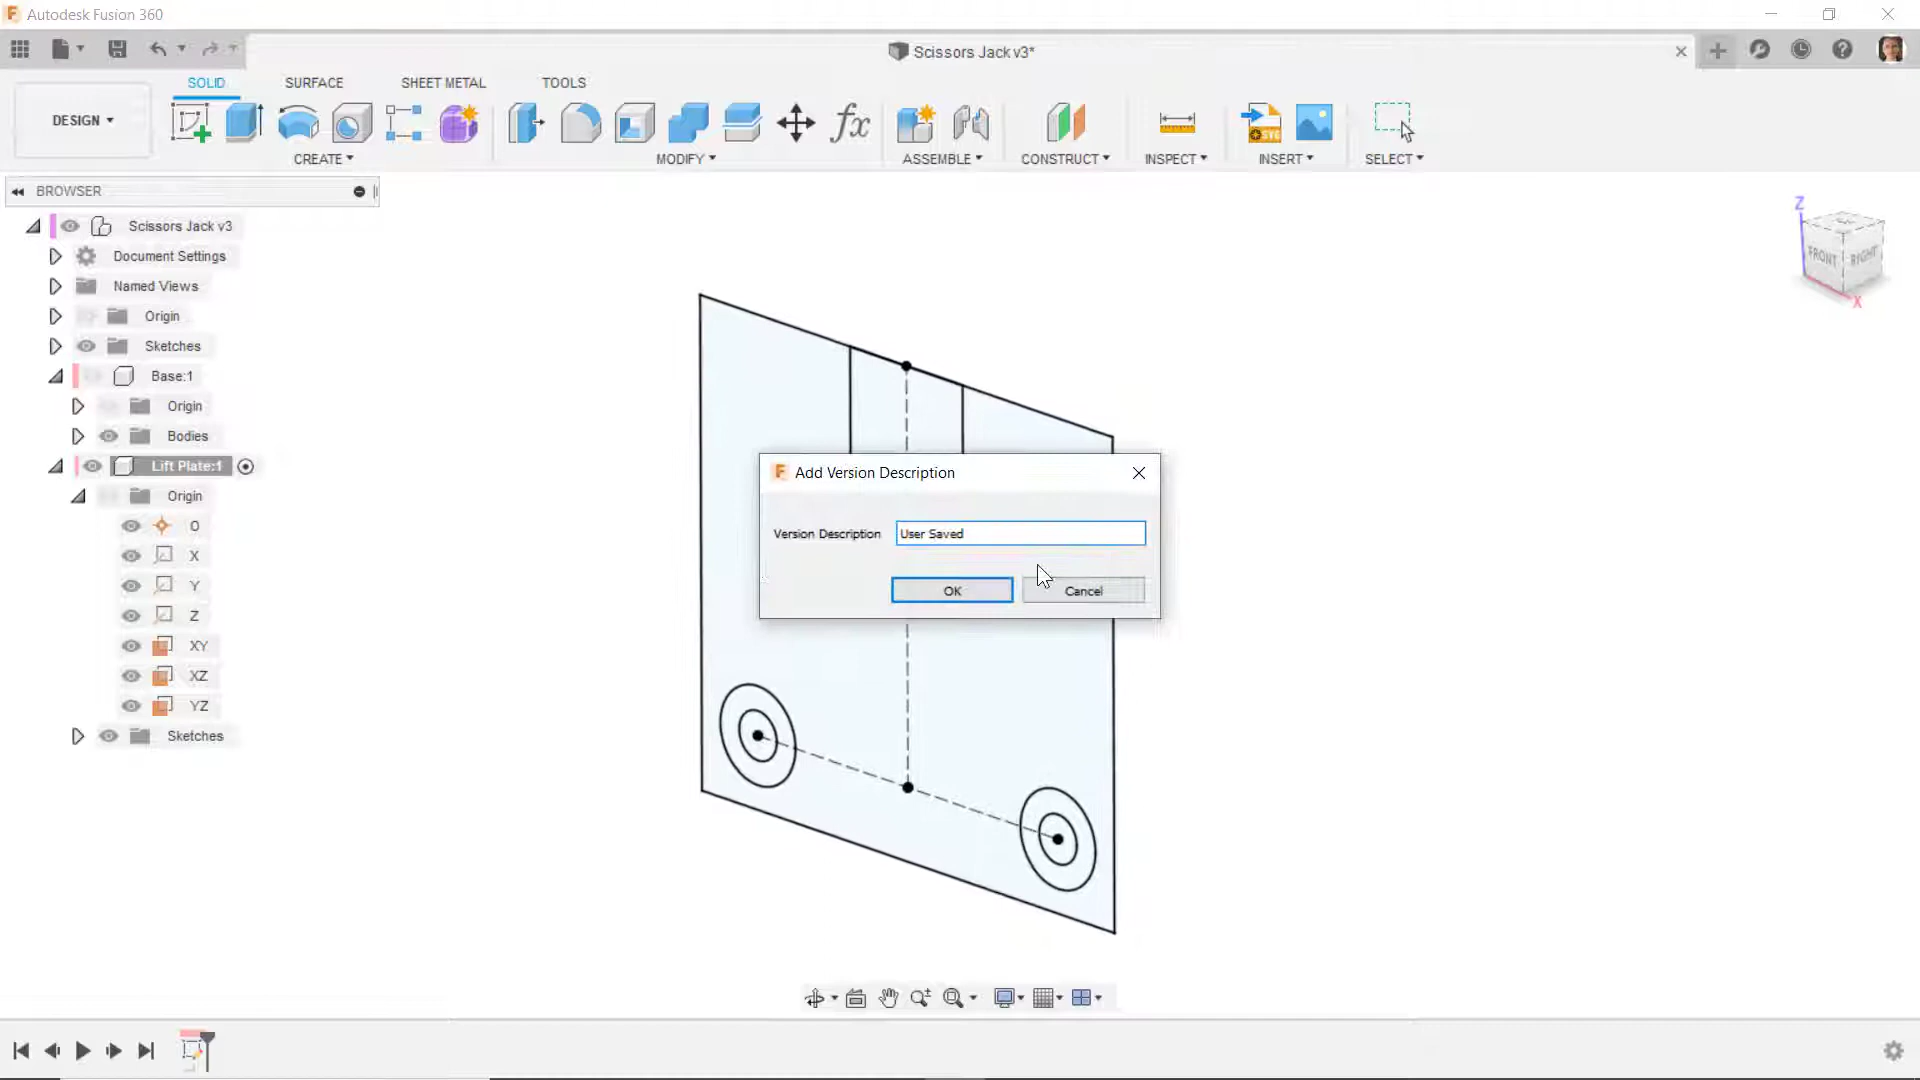 Autodesk Fusion 360
Scissors Jack v3*
SOLID
SURFACE
SHEET METAL
TOOLS
DESIGN
CREATE
MODIFY
ASSEMBLE
CONSTRUCT
INSPECT
INSERT
SELECT
BROWSER
Scissors Jack v3
Document Settings
Named Views
Origin
Sketches
Base:1
Origin
Bodies
Lift Plate:1
Origin
O
X
Y
Z
XY
XZ
YZ
Sketches
Add Version Description
Version Description
User Saved
OK
Cancel
Z
FRONT
RIGHT
X